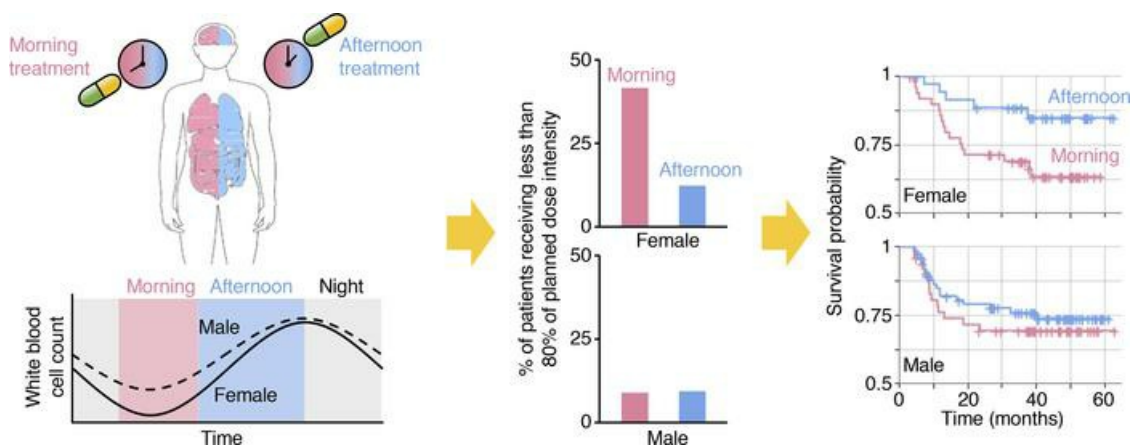 Morning
treatment
Afternoon
treatment
Morning
Afternoon
Night
Male
Female
White blood
cell count
Time
% of patients receiving less than
80% of planned dose intensity
50
25
0
Morning
Afternoon
Female
50
25
0
Male
Survival probability
1
0.75
0.5
Afternoon
Morning
Female
1
0.75
0.5
Male
0
20
40
60
Time (months)